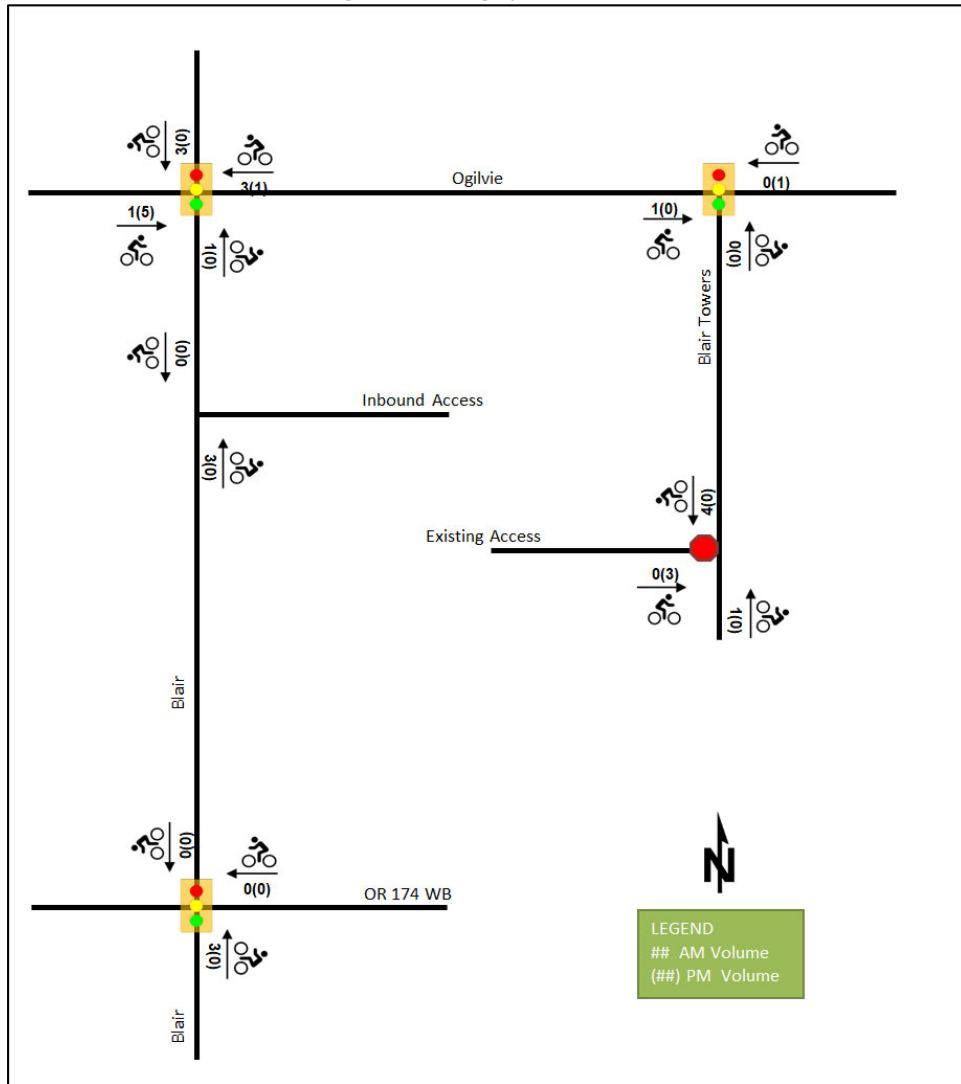 3(0)
3(1)
Ogilvie
0(1)
1(5)
1(0)
1(0)
0(0)
Blair Towers
0(0)
Inbound Access
3(0)
4(0)
Existing Access
0(3)
1(0)
Blair
0(0)
0(0)
OR 174 WB
3(0)
Blair
N
LEGEND
## AM Volume
(##) PM Volume